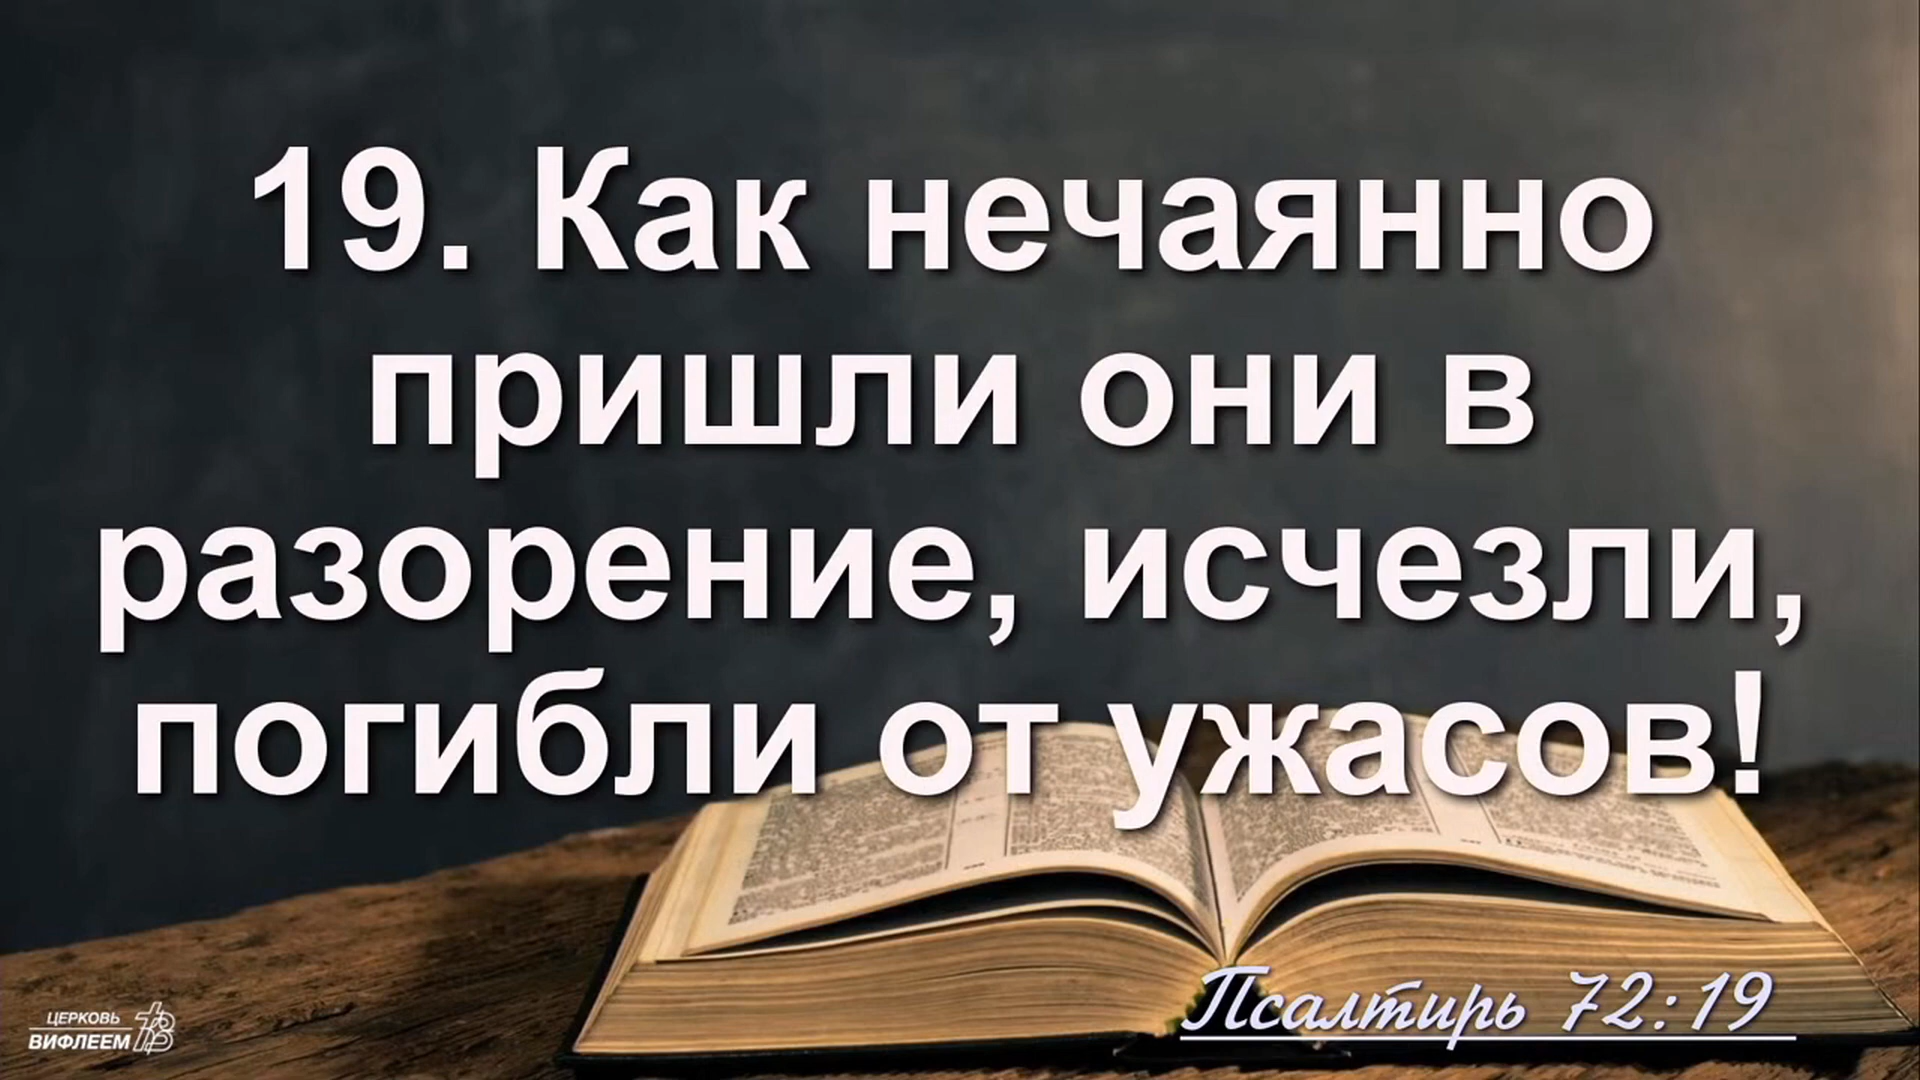 19. Как нечаянно
пришли они в
разорение, исчезли,
погибли от ужасов!
Псалтирь 72:19
ЦЕРКОВЬ
ВИФЛЕЕМ